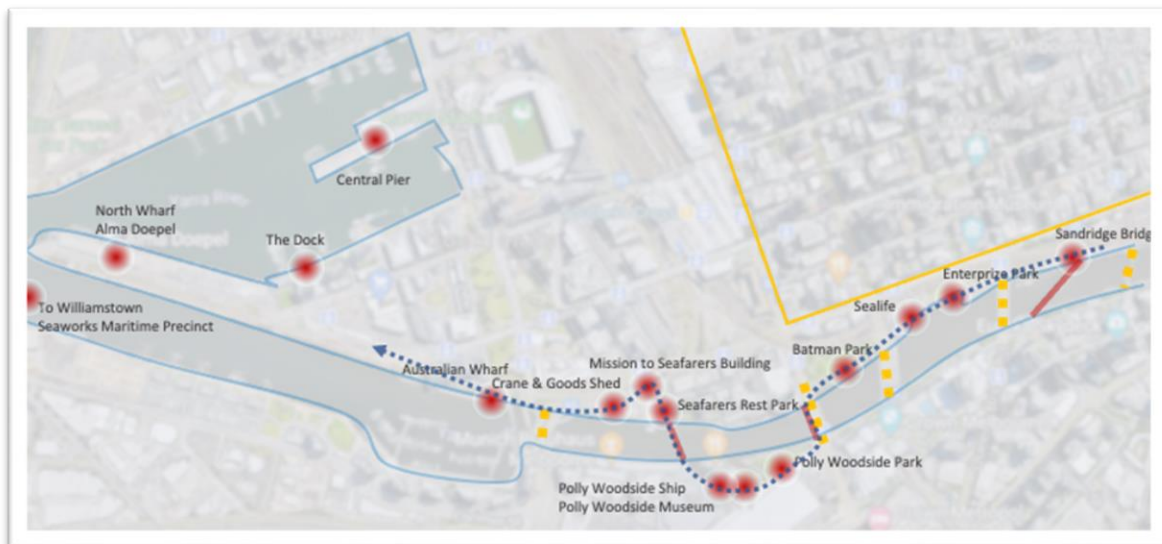 Central Pier
North Wharf
Alma Doepel
The Dock
Sandridge Bridg
Enterprize Park
To Williamstown
Seaworks Maritime Precinct
Sealife
Batman Park
Mission to Seafarers Building
Australian Wharf
Crane & Goods Shed
Seafarers Rest Park
Polly Woodside Park
Polly Woodside Ship
Polly Woodside Museum